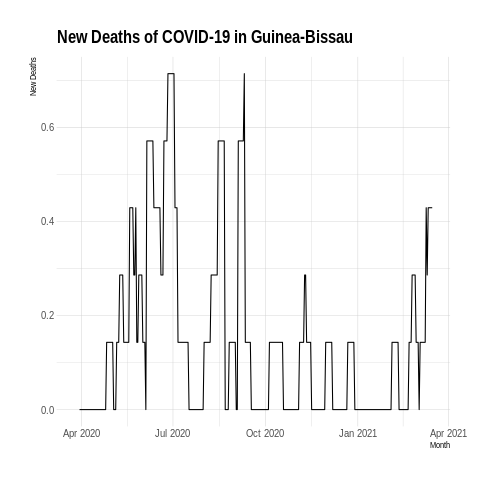 New Deaths of COVID-19 in Guinea-Bissau
New Deaths
0.6
0.4
0.2
0.0
Apr 2020 Jul 2020 Oct 2020 Jan 2021 Apr 2021
Month